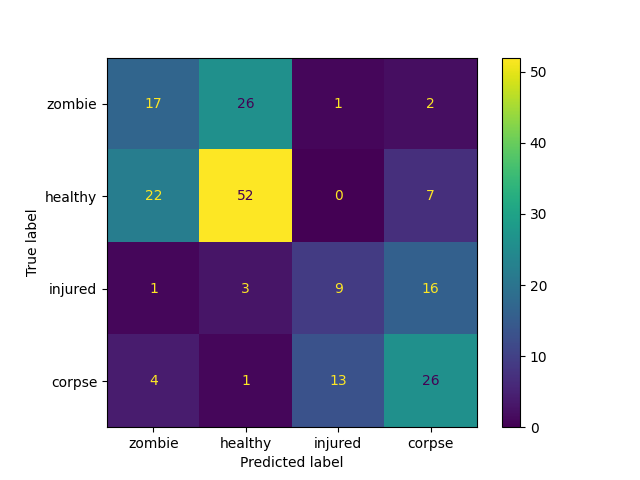 zombie 17 26 1 2
healthy 22 52 0 7
injured 1 3 9 16
corpse 4 1 13 26
zombie healthy injured corpse
Predicted label
True label
50
40
30
20
10
0